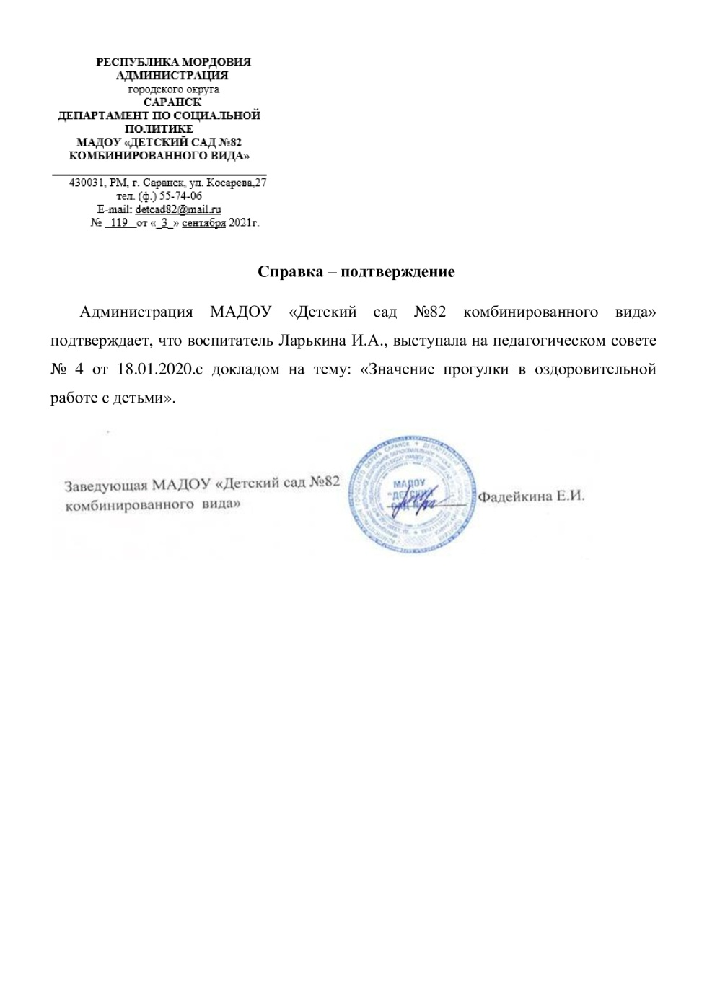 РЕСПУБЛИКА МОРДОВИЯ
АДМИНИСТРАЦИЯ
городского округа
САРАНСК
ДЕПАРТАМЕНТ ПО СОЦИАЛЬНОЙ
ПОЛИТИКЕ
МАДОУ «ДЕТСКИЙ САД №82
КОМБИНИРОВАННОГО ВИДА»
430031, РМ, г. Саранск, ул. Косарева,27
тел. (ф.) 55-74-06
E-mail: detcad82@mail.ru
№ 119 от « 3 » сентября 2021г.
Справка – подтверждение
Администрация МАДОУ «Детский сад №82 комбинированного вида»
подтверждает, что воспитатель Ларькина И.А., выступала на педагогическом совете
№ 4 от 18.01.2020.с докладом на тему: «Значение прогулки в оздоровительной
работе с детьми».
Заведующая МАДОУ «Детский сад №82
комбинированного вида»
МАДОУ
"ДЕТСКИЙ
САД
Фадейкина Е.И.